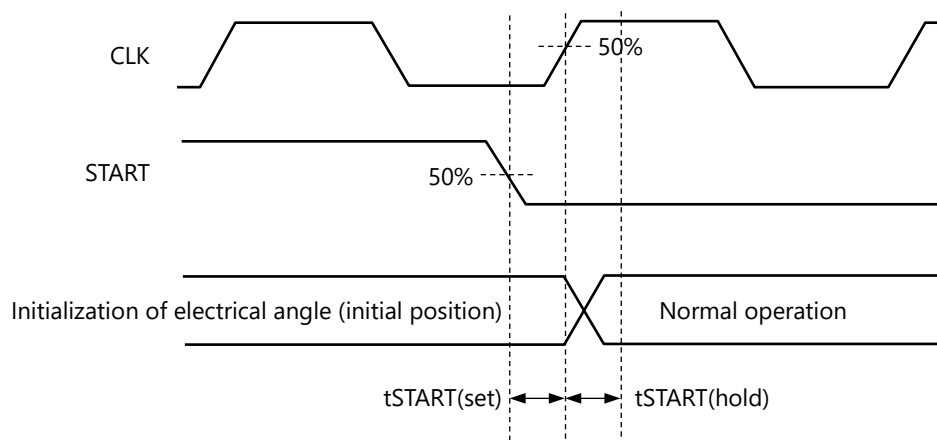 CLK
50%
START
50%
Initialization of electrical angle (initial position)
Normal operation
tSTART(set)
tSTART(hold)